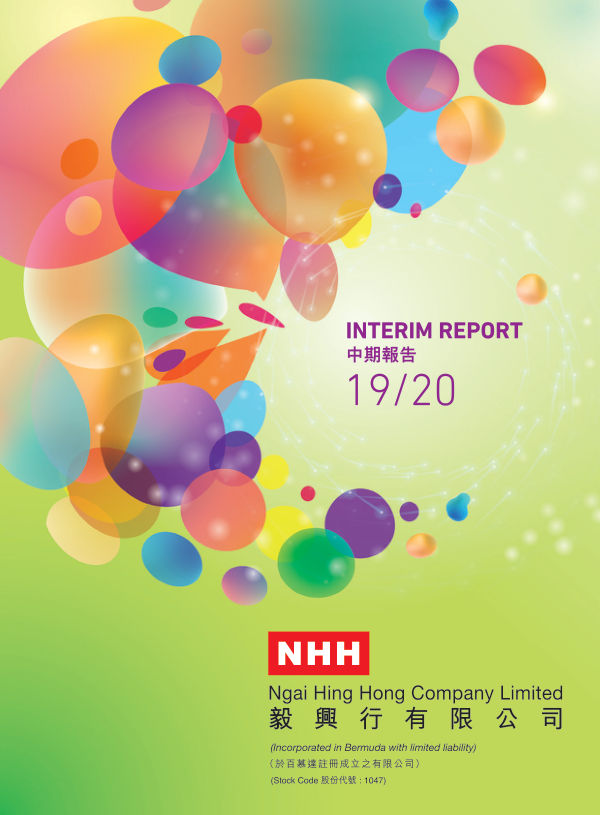 INTERIM REPORT
中期報告
19/20
NHH
Ngai Hing Hong Company Limited
毅興行有限公司
(Incorporated in Bermuda with limited liability)
（於百慕達註冊成立之有限公司）
(Stock Code 股份代號 : 1047)